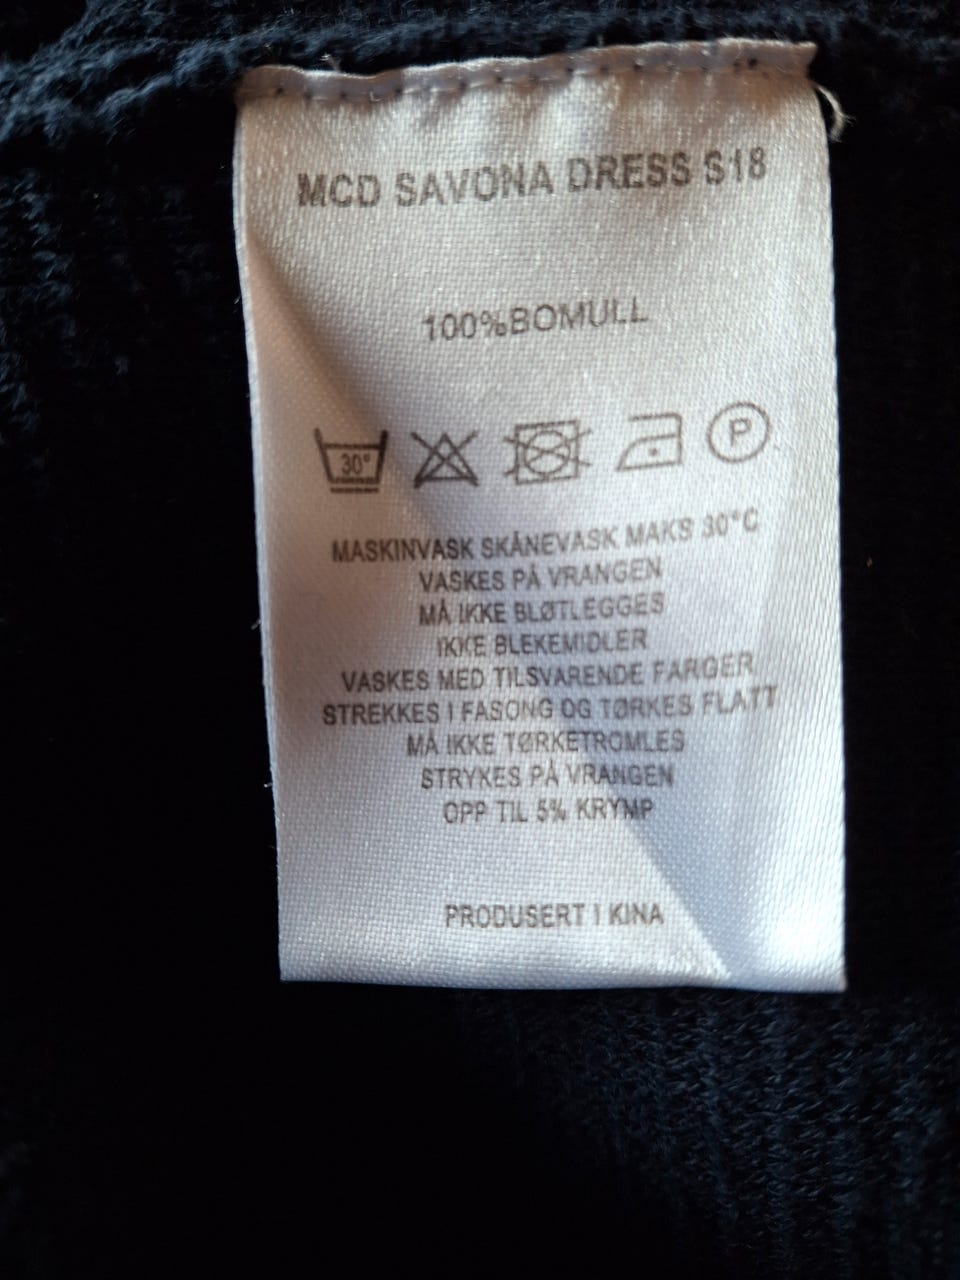 MCD SAVONA DRESS S18
100%BOMULL
30° P
MASKINVASK SKÅNEVASK MAKS 30°C
VASKES PÅ VRANGEN
MÅ IKKE BLØTLEGGES
IKKE BLEKEMIDLER
VASKES MED TILSVARENDE FARGER
STREKKES I FASONG OG TØRKES FLATT
MÅ IKKE TØRKETROMLES
STRYKES PÅ VRANGEN
OPP TIL 5% KRYMP
PRODUSERT I KINA